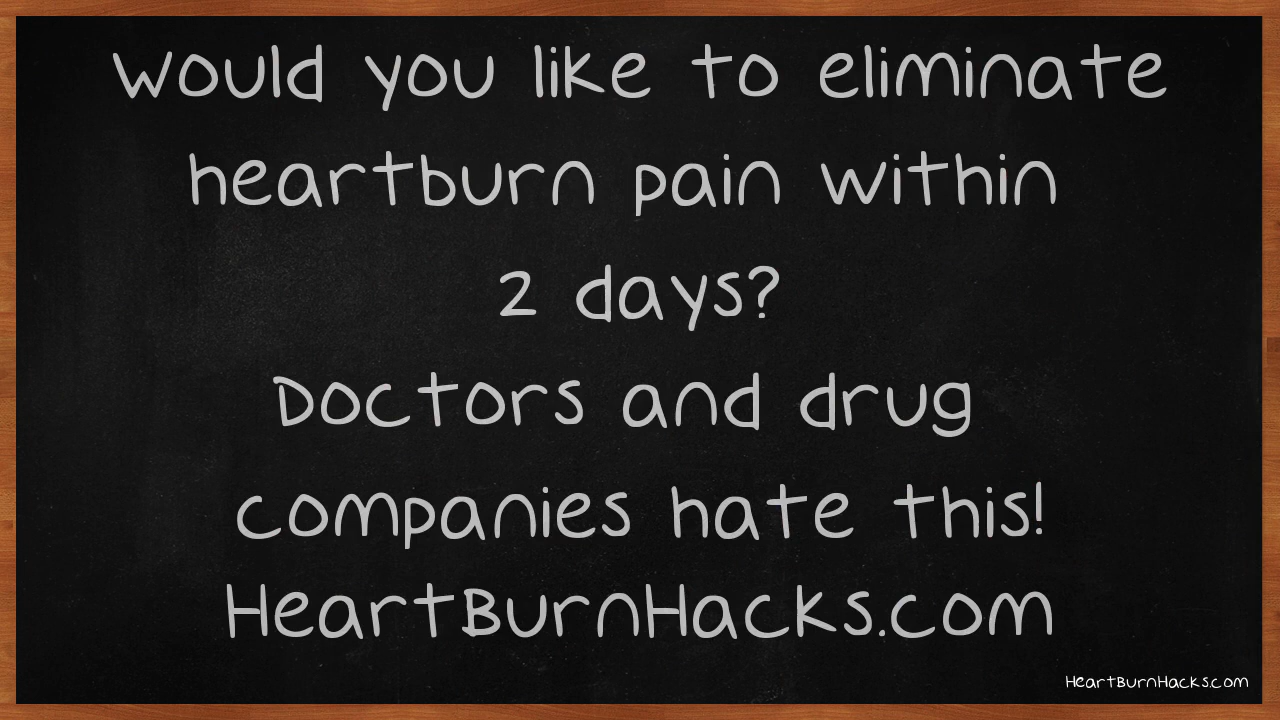 Would you like to eliminate
heartburn pain within
2 days?
Doctors and drug
companies hate this!
HeartBurnHacks.com
HeartBurnHacks.com